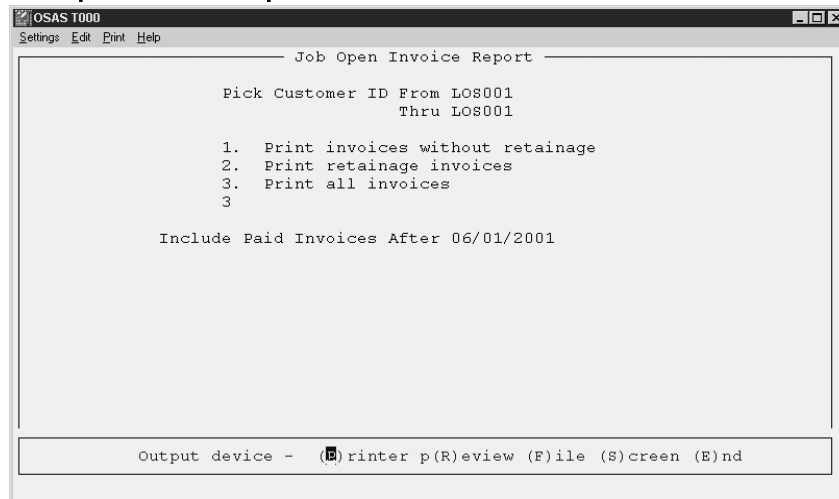 OSAS T000
Settings Edit Print Help
Job Open Invoice Report
Pick Customer ID From LOS001
Thru LOS001
1. Print invoices without retainage
2. Print retainage invoices
3. Print all invoices
3
Include Paid Invoices After 06/01/2001
Output device - (P)rinter p(R)eview (F)ile (S)creen (E)nd